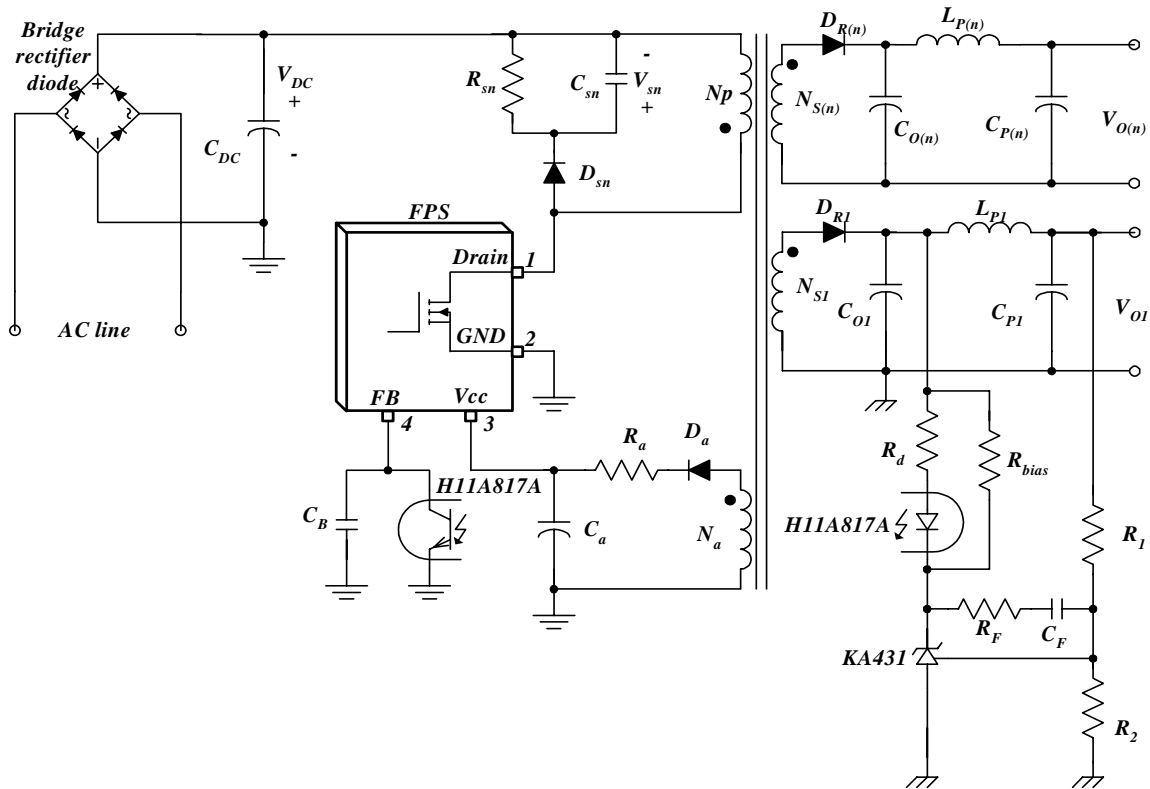 Bridge
rectifier
diode
+
-
V_DC
+
-
C_DC
AC line
R_sn
C_sn
-
V_sn
+
D_sn
Np
FPS
Drain
1
GND
2
FB
4
Vcc
3
C_B
H11A817A
R_a
D_a
C_a
N_a
D_R(n)
L_P(n)
N_S(n)
C_O(n)
C_P(n)
V_O(n)
D_R1
L_P1
N_S1
C_O1
C_P1
V_O1
R_d
R_bias
H11A817A
R_1
R_F
C_F
KA431
R_2